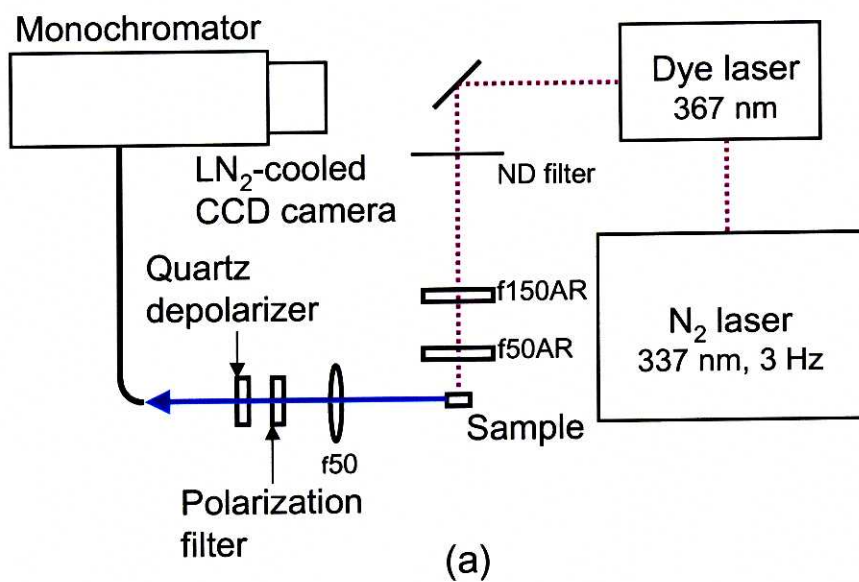 Monochromator
Dye laser
367 nm
LN₂-cooled
CCD camera
ND filter
Quartz
depolarizer
f150AR
f50AR
N₂ laser
337 nm, 3 Hz
Sample
f50
Polarization
filter
(a)